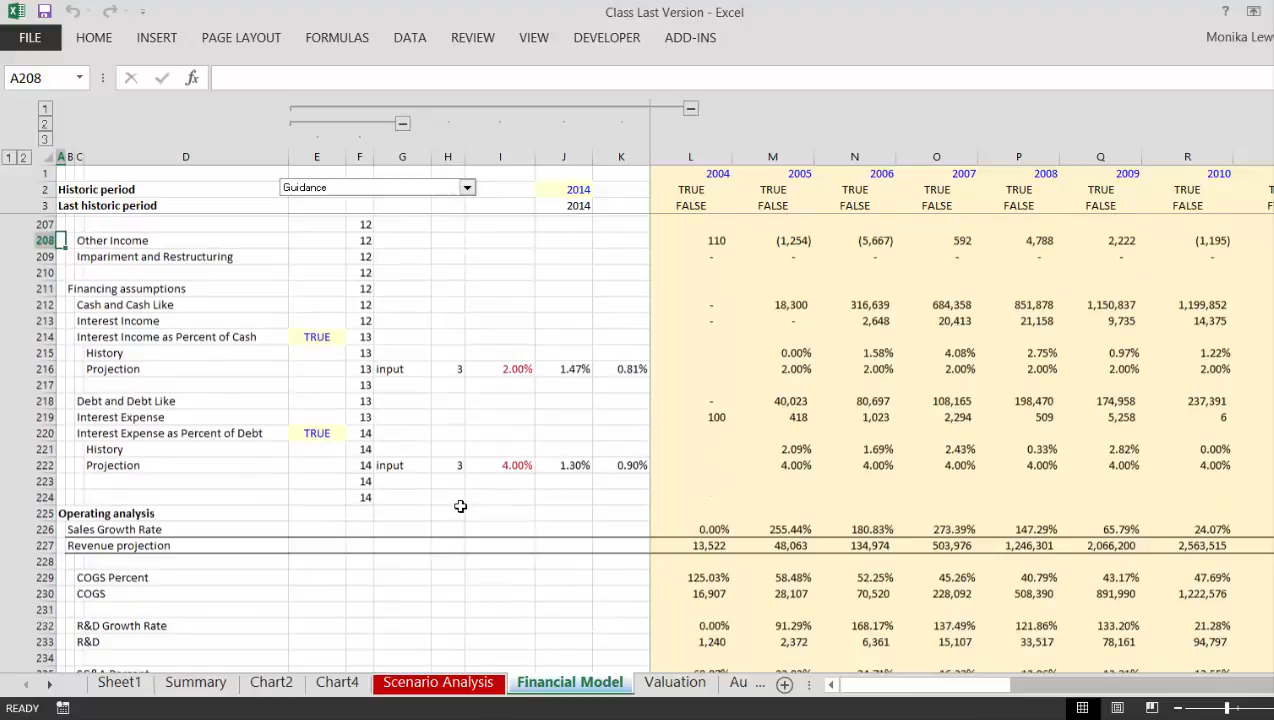 Class Last Version - Excel
?
FILE HOME INSERT PAGE LAYOUT FORMULAS DATA REVIEW VIEW DEVELOPER ADD-INS Monika Lew
A208
1
2
3
1 2 A B C D E F G H I J K L M N O P Q R
1 2004 2005 2006 2007 2008 2009 2010
2 Historic period Guidance 2014 TRUE TRUE TRUE TRUE TRUE TRUE TRUE
3 Last historic period 2014 FALSE FALSE FALSE FALSE FALSE FALSE FALSE
207 12
208 Other Income 12 110 (1,254) (5,667) 592 4,788 2,222 (1,195)
209 Impariment and Restructuring 12 - - - - - - -
210 12
211 Financing assumptions 12
212 Cash and Cash Like 12 - 18,300 316,639 684,358 851,878 1,150,837 1,199,852
213 Interest Income 12 - - 2,648 20,413 21,158 9,735 14,375
214 Interest Income as Percent of Cash TRUE 13
215 History 13 0.00% 1.58% 4.08% 2.75% 0.97% 1.22%
216 Projection 13 input 3 2.00% 1.47% 0.81% 2.00% 2.00% 2.00% 2.00% 2.00% 2.00%
217 13
218 Debt and Debt Like 13 - 40,023 80,697 108,165 198,470 174,958 237,391
219 Interest Expense 13 100 418 1,023 2,294 509 5,258 6
220 Interest Expense as Percent of Debt TRUE 14
221 History 14 2.09% 1.69% 2.43% 0.33% 2.82% 0.00%
222 Projection 14 input 3 4.00% 1.30% 0.90% 4.00% 4.00% 4.00% 4.00% 4.00% 4.00%
223 14
224 14
225 Operating analysis
226 Sales Growth Rate 0.00% 255.44% 180.83% 273.39% 147.29% 65.79% 24.07%
227 Revenue projection 13,522 48,063 134,974 503,976 1,246,301 2,066,200 2,563,515
228
229 COGS Percent 125.03% 58.48% 52.25% 45.26% 40.79% 43.17% 47.69%
230 COGS 16,907 28,107 70,520 228,092 508,390 891,990 1,222,576
231
232 R&D Growth Rate 0.00% 91.29% 168.17% 137.49% 121.86% 133.20% 21.28%
233 R&D 1,240 2,372 6,361 15,107 33,517 78,161 94,797
234
Sheet1 Summary Chart2 Chart4 Scenario Analysis Financial Model Valuation Au ...
READY